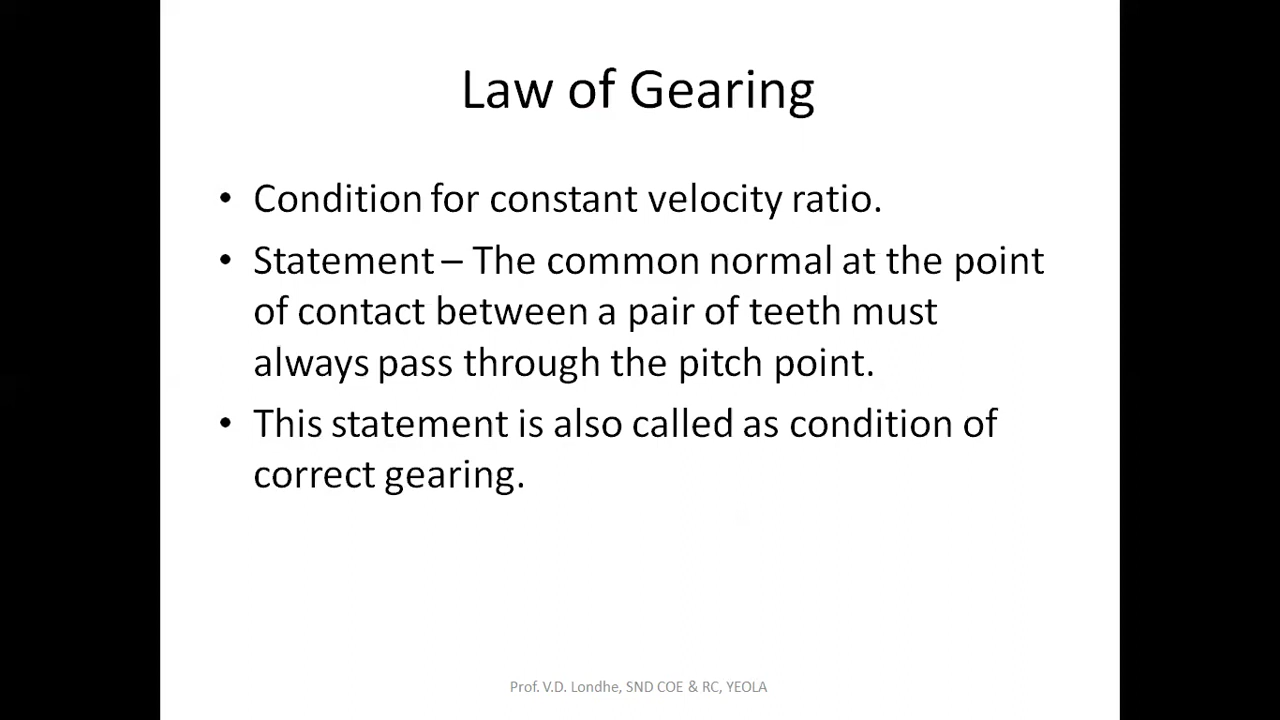 Law of Gearing
• Condition for constant velocity ratio.
• Statement – The common normal at the point
of contact between a pair of teeth must
always pass through the pitch point.
• This statement is also called as condition of
correct gearing.
Prof. V.D. Londhe, SND COE & RC, YEOLA